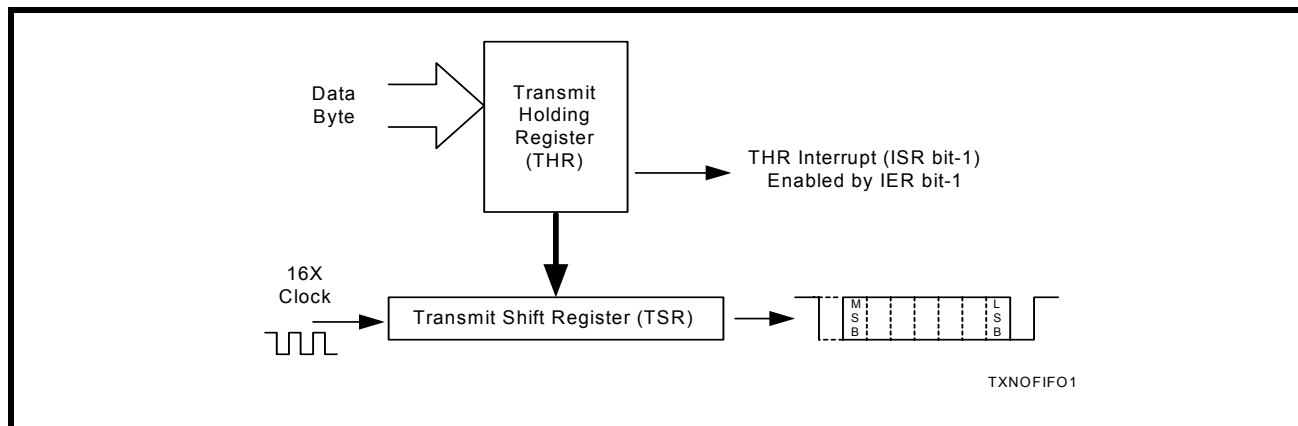 Data
Byte
Transmit
Holding
Register
(THR)
THR Interrupt (ISR bit-1)
Enabled by IER bit-1
16X
Clock
Transmit Shift Register (TSR)
M
S
B
L
S
B
TXNOFIFO1